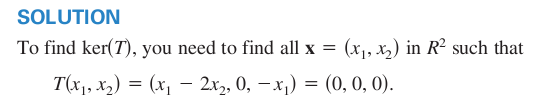 SOLUTION
To find ker(T), you need to find all x = (x₁, x₂) in R² such that
T(x₁, x₂) = (x₁ − 2x₂, 0, −x₁) = (0, 0, 0).